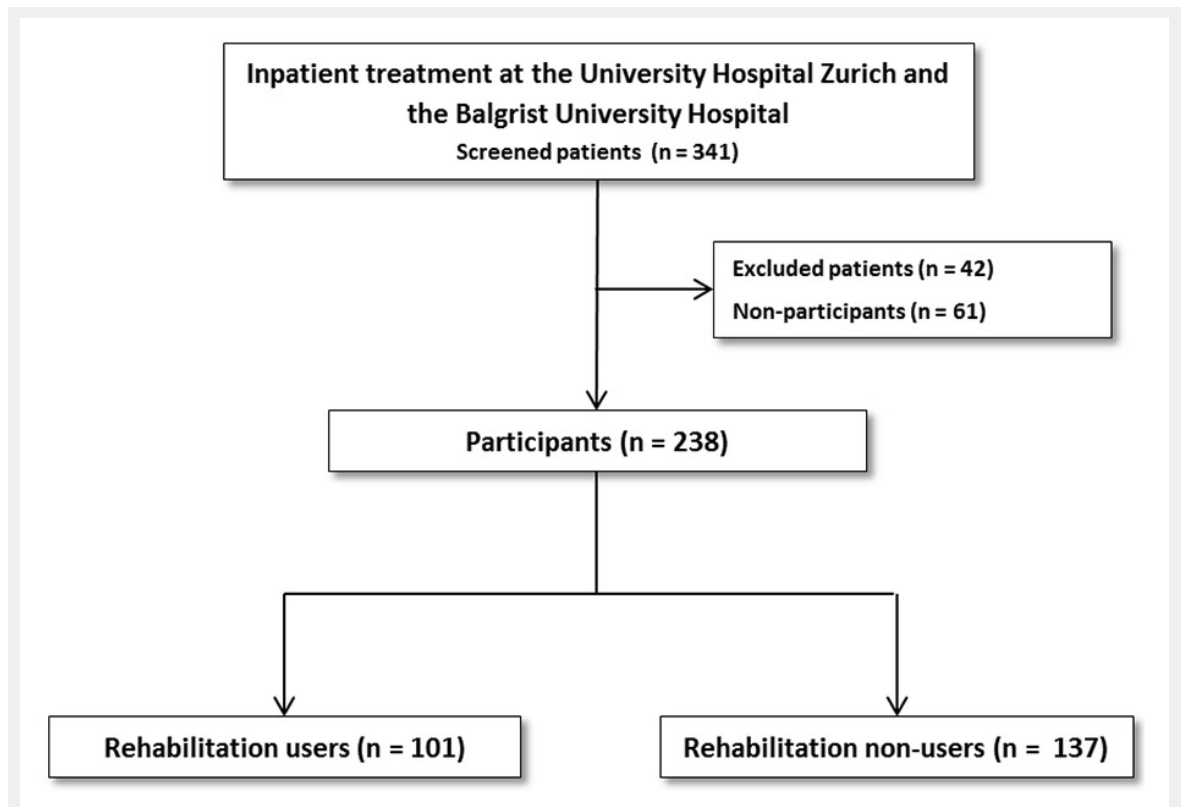 Inpatient treatment at the University Hospital Zurich and
the Balgrist University Hospital
Screened patients (n = 341)
Excluded patients (n = 42)
Non-participants (n = 61)
Participants (n = 238)
Rehabilitation users (n = 101)
Rehabilitation non-users (n = 137)